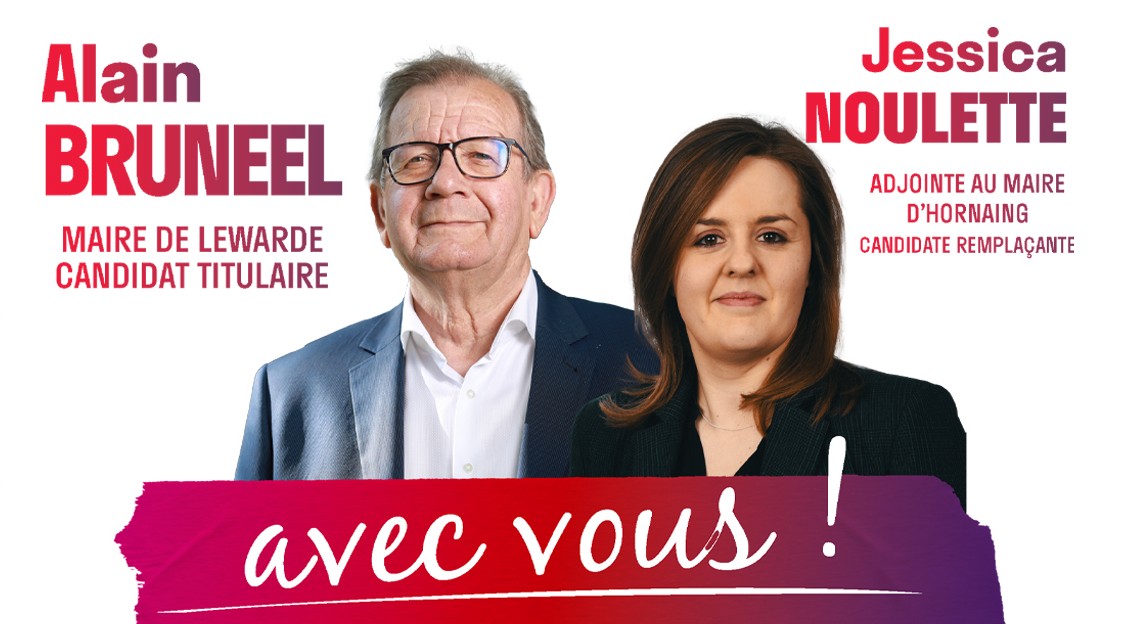 Alain
BRUNEEL
MAIRE DE LEWARDE
CANDIDAT TITULAIRE
Jessica
NOULETTE
ADJOINTE AU MAIRE
D'HORNAING
CANDIDATE REMPLAÇANTE
avec vous !